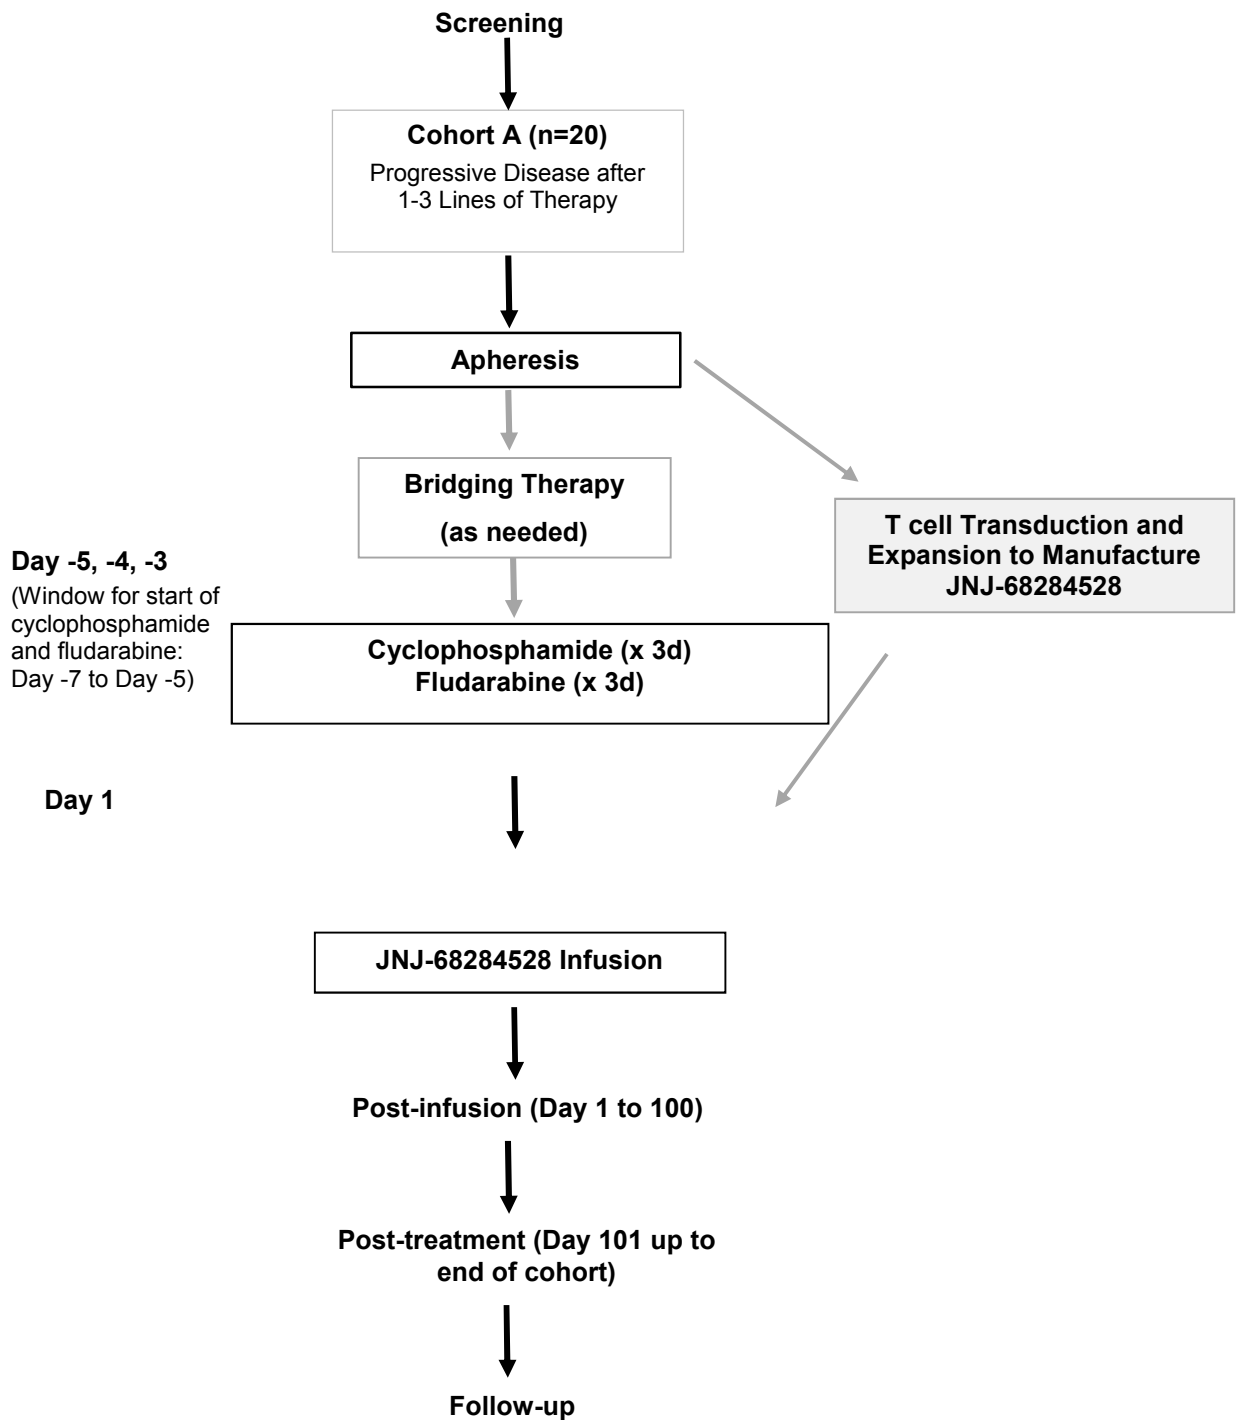 Screening
Cohort A (n=20)
Progressive Disease after
1-3 Lines of Therapy
Apheresis
Bridging Therapy
(as needed)
T cell Transduction and
Expansion to Manufacture
JNJ-68284528
Day -5, -4, -3
(Window for start of
cyclophosphamide
and fludarabine:
Day -7 to Day -5)
Cyclophosphamide (x 3d)
Fludarabine (x 3d)
Day 1
JNJ-68284528 Infusion
Post-infusion (Day 1 to 100)
Post-treatment (Day 101 up to
end of cohort)
Follow-up